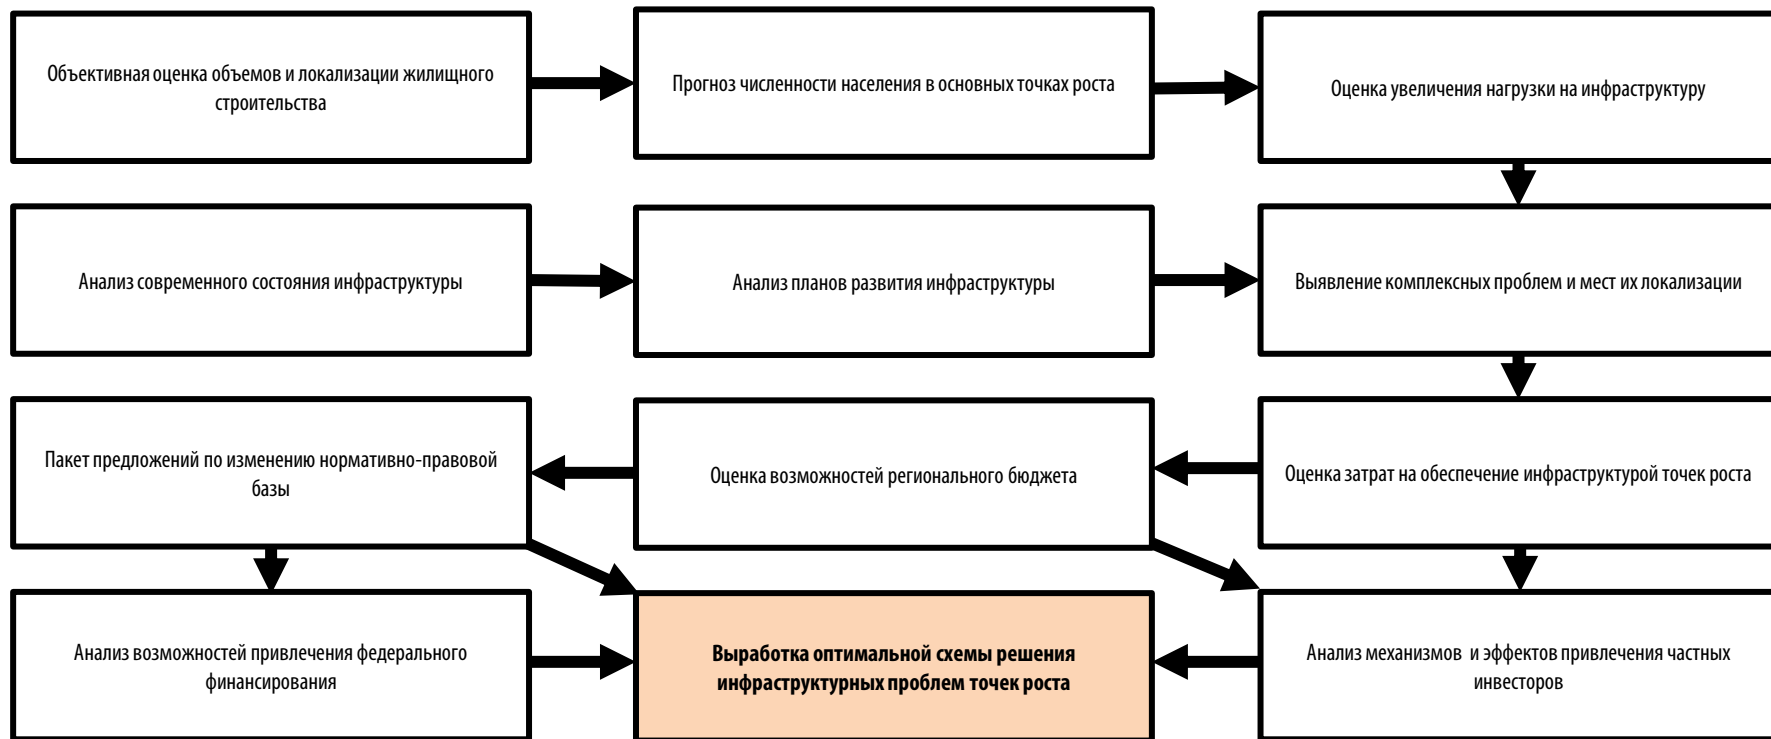 Объективная оценка объемов и локализации жилищного
строительства
Прогноз численности населения в основных точках роста
Оценка увеличения нагрузки на инфраструктуру
Анализ современного состояния инфраструктуры
Анализ планов развития инфраструктуры
Выявление комплексных проблем и мест их локализации
Пакет предложений по изменению нормативно-правовой
базы
Оценка возможностей регионального бюджета
Оценка затрат на обеспечение инфраструктурой точек роста
Анализ возможностей привлечения федерального
финансирования
Выработка оптимальной схемы решения
инфраструктурных проблем точек роста
Анализ механизмов и эффектов привлечения частных
инвесторов